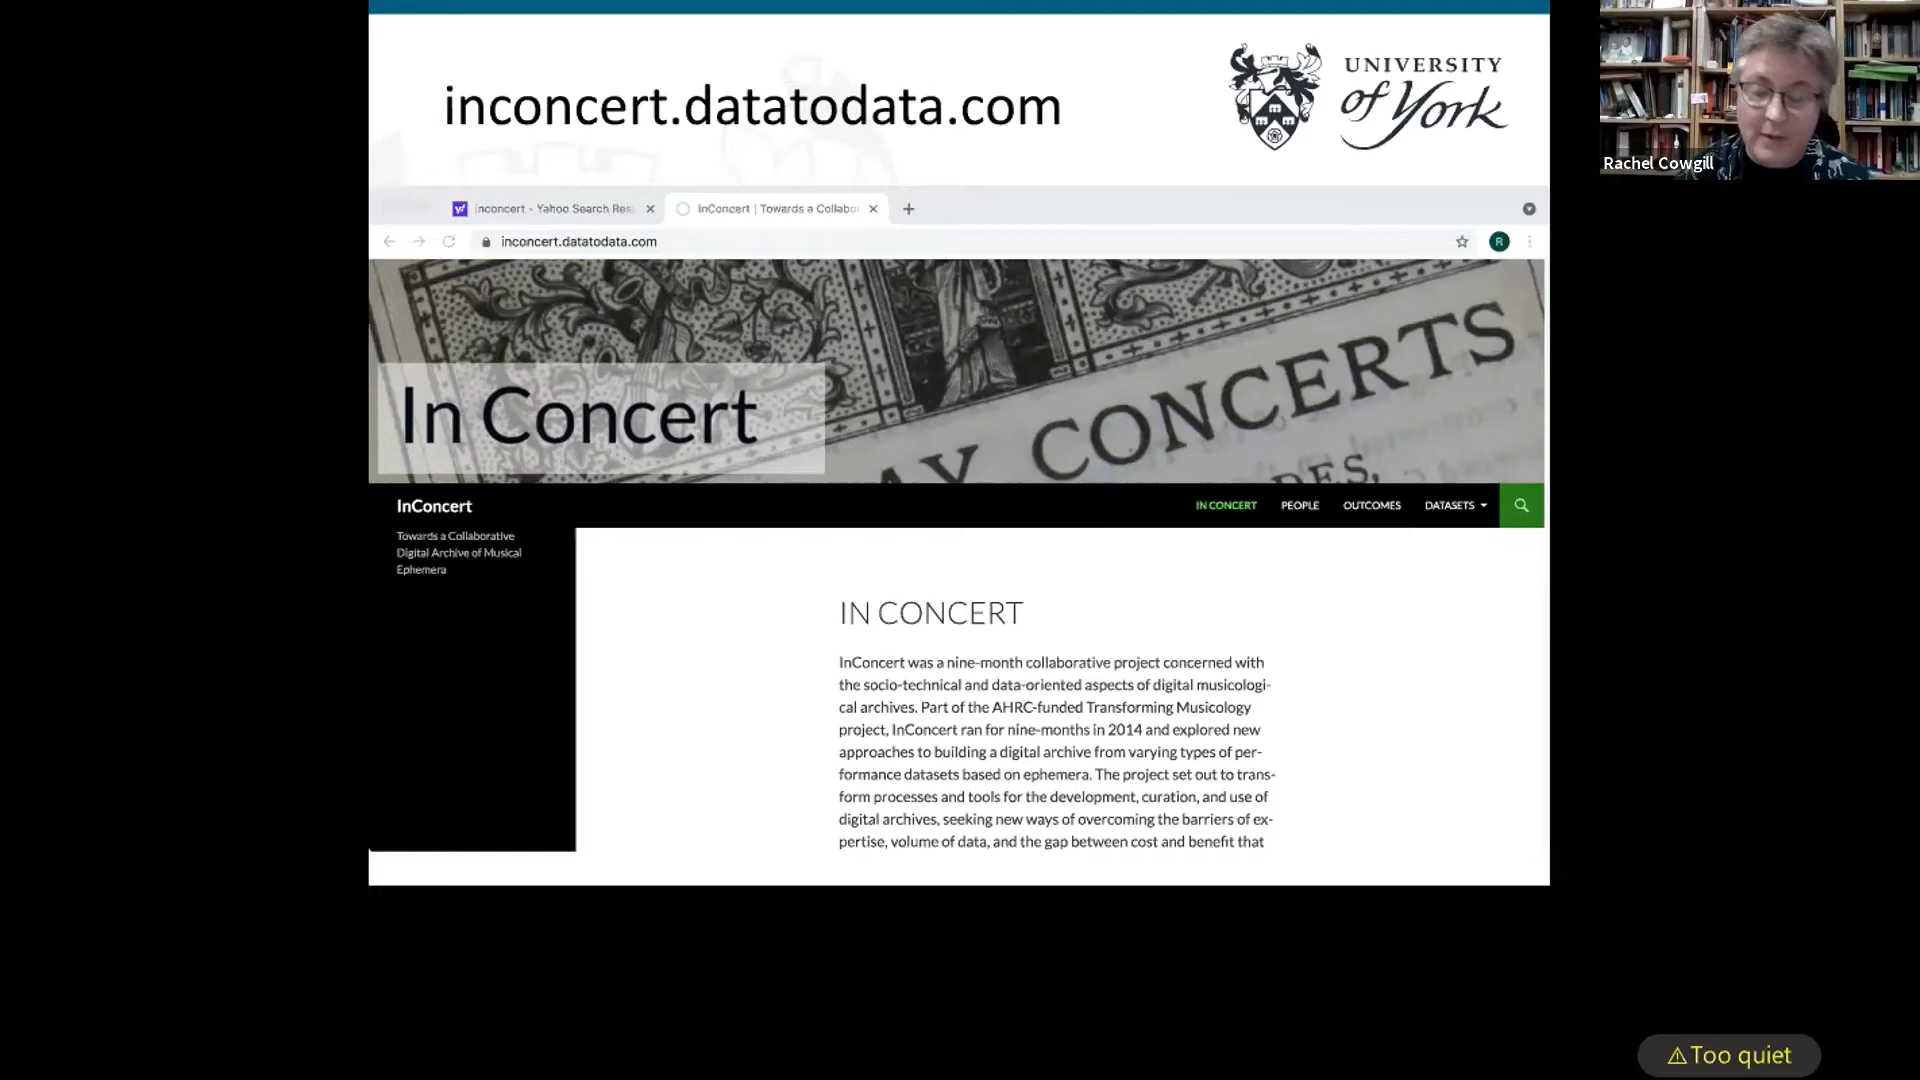 inconcert.datatodata.com
UNIVERSITY
of York
Rachel Cowgill
inconcert - Yahoo Search Res
InConcert | Towards a Collabo
inconcert.datatodata.com
R
AY CONCERTS
DES,
In Concert
InConcert
IN CONCERT PEOPLE OUTCOMES DATASETS
Towards a Collaborative
Digital Archive of Musical
Ephemera
IN CONCERT
InConcert was a nine-month collaborative project concerned with
the socio-technical and data-oriented aspects of digital musicologi-
cal archives. Part of the AHRC-funded Transforming Musicology
project, InConcert ran for nine-months in 2014 and explored new
approaches to building a digital archive from varying types of per-
formance datasets based on ephemera. The project set out to trans-
form processes and tools for the development, curation, and use of
digital archives, seeking new ways of overcoming the barriers of ex-
pertise, volume of data, and the gap between cost and benefit that
⚠Too quiet